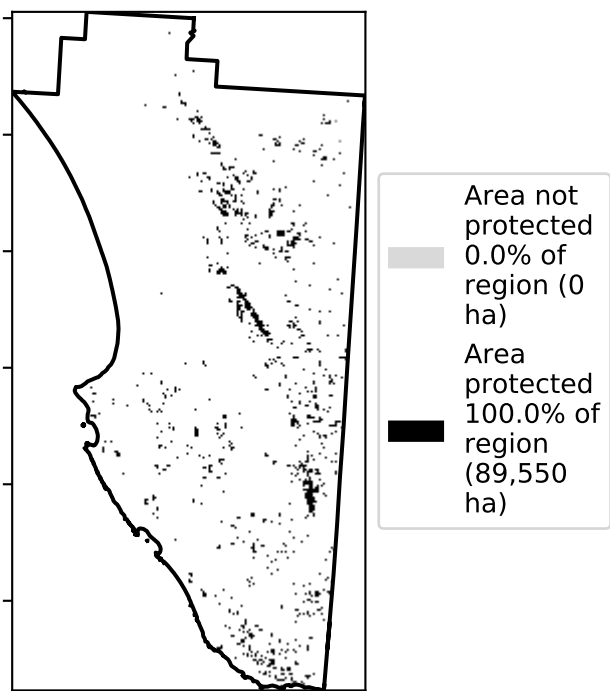 Area not
protected
0.0% of
region (0
ha)
Area
protected
100.0% of
region
(89,550
ha)